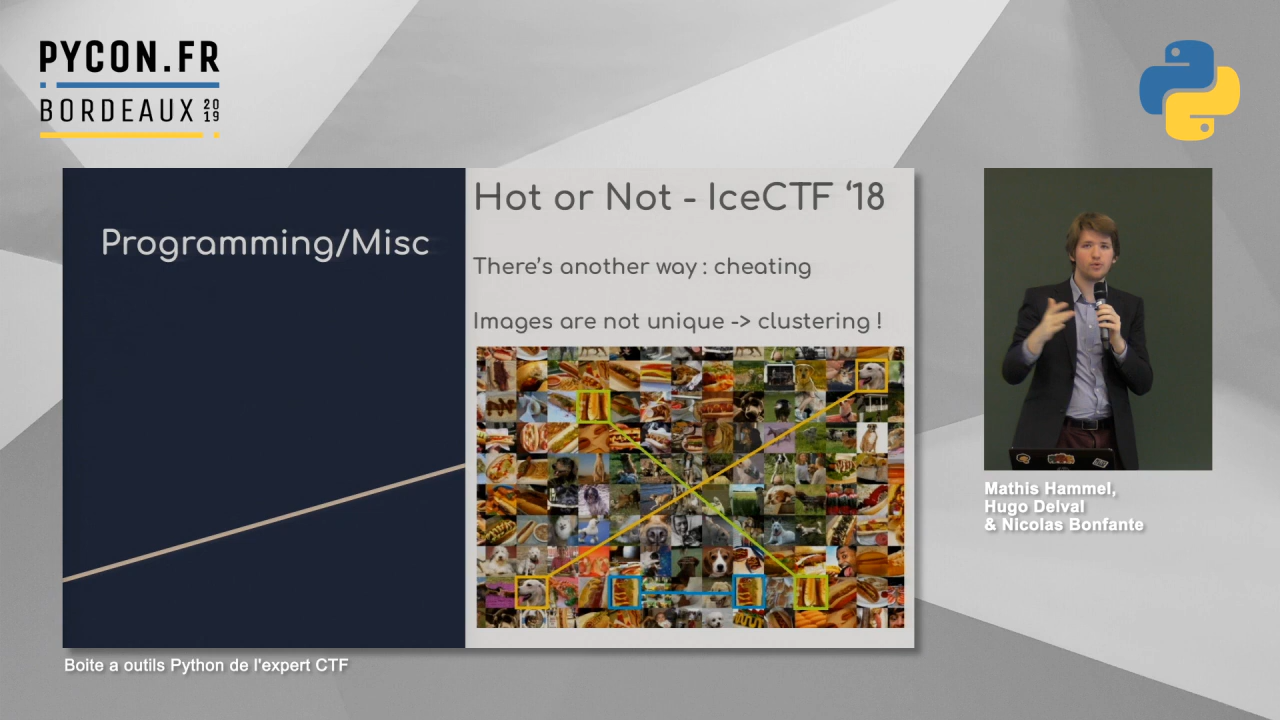 PYCON.FR
BORDEAUX 2019
Programming/Misc
Hot or Not - IceCTF ‘18
There’s another way : cheating
Images are not unique -> clustering !
Mathis Hammel,
Hugo Delval
& Nicolas Bonfante
Boite a outils Python de l'expert CTF